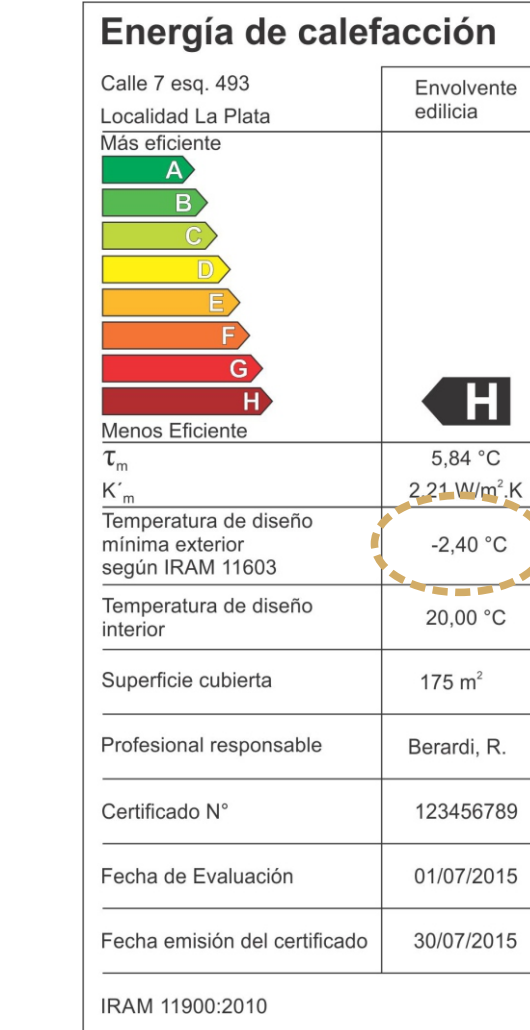 Energía de calefacción
Calle 7 esq. 493
Localidad La Plata
Envolvente
edilicia
Más eficiente
A
B
C
D
E
F
G
H
H
Menos Eficiente
τm 5,84 °C
K´m 2,21 W/m².K
Temperatura de diseño
mínima exterior
según IRAM 11603
-2,40 °C
Temperatura de diseño
interior
20,00 °C
Superficie cubierta 175 m²
Profesional responsable Berardi, R.
Certificado N° 123456789
Fecha de Evaluación 01/07/2015
Fecha emisión del certificado 30/07/2015
IRAM 11900:2010